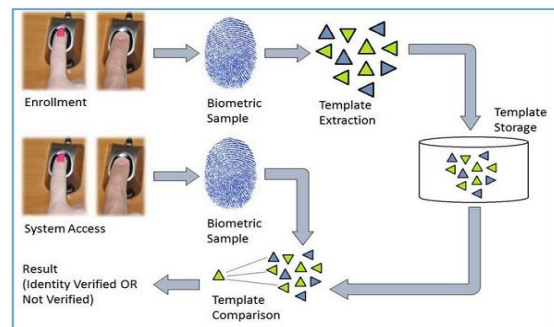 Enrollment
Biometric
Sample
Template
Extraction
Template
Storage
System Access
Biometric
Sample
Result
(Identity Verified OR
Not Verified)
Template
Comparison